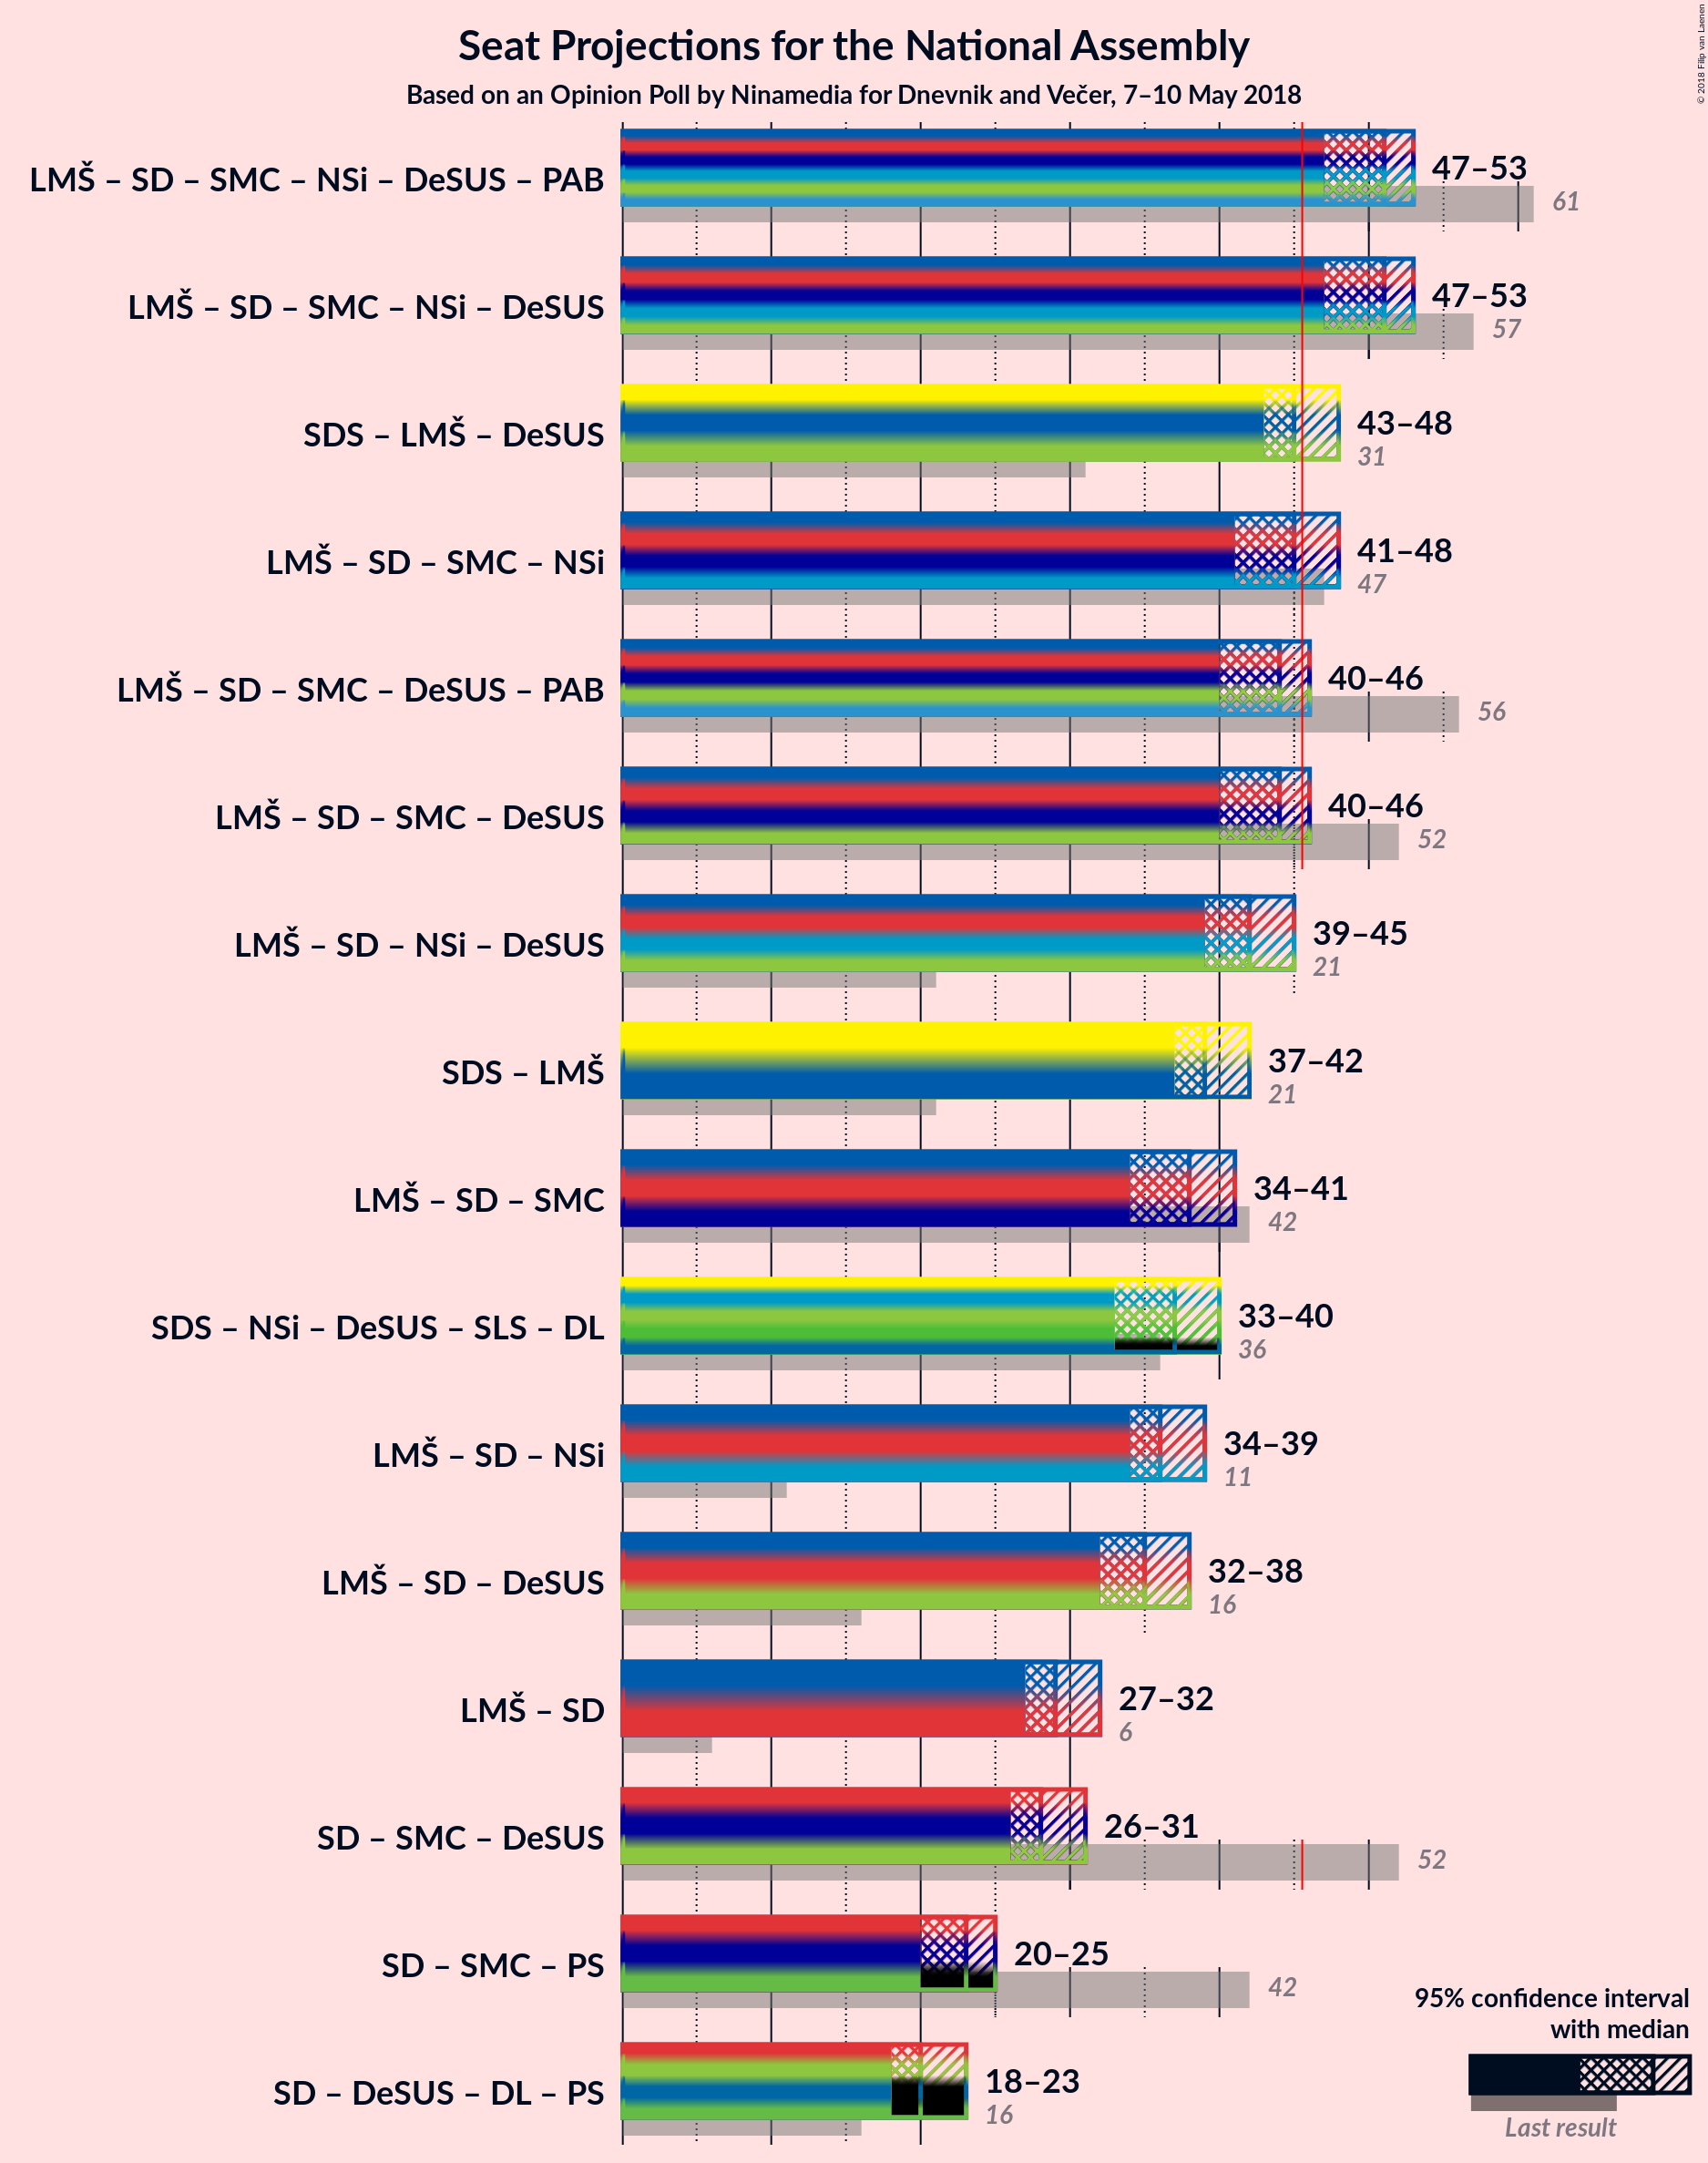 Seat Projections for the National Assembly
Based on an Opinion Poll by Ninamedia for Dnevnik and Večer, 7–10 May 2018
© 2018 Filip van Laenen
LMŠ – SD – SMC – NSi – DeSUS – PAB
47–53
61
LMŠ – SD – SMC – NSi – DeSUS
47–53
57
SDS – LMŠ – DeSUS
43–48
31
LMŠ – SD – SMC – NSi
41–48
47
LMŠ – SD – SMC – DeSUS – PAB
40–46
56
LMŠ – SD – SMC – DeSUS
40–46
52
LMŠ – SD – NSi – DeSUS
39–45
21
SDS – LMŠ
37–42
21
LMŠ – SD – SMC
34–41
42
SDS – NSi – DeSUS – SLS – DL
33–40
36
LMŠ – SD – NSi
34–39
11
LMŠ – SD – DeSUS
32–38
16
LMŠ – SD
27–32
6
SD – SMC – DeSUS
26–31
52
SD – SMC – PS
20–25
42
SD – DeSUS – DL – PS
18–23
16
95% confidence interval
with median
Last result